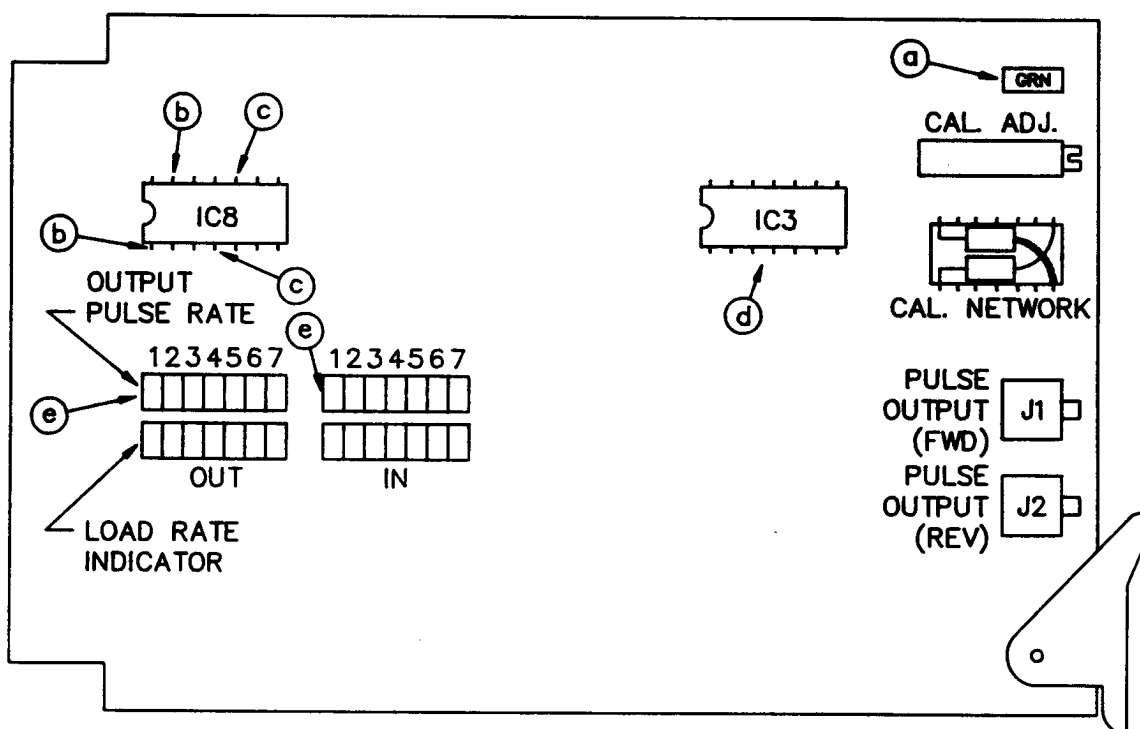 a
GRN
CAL. ADJ.
b
c
IC8
IC3
b
c
d
CAL. NETWORK
OUTPUT
PULSE RATE
e
1234567
1234567
e
OUT
IN
LOAD RATE
INDICATOR
PULSE
OUTPUT
(FWD)
J1
PULSE
OUTPUT
(REV)
J2